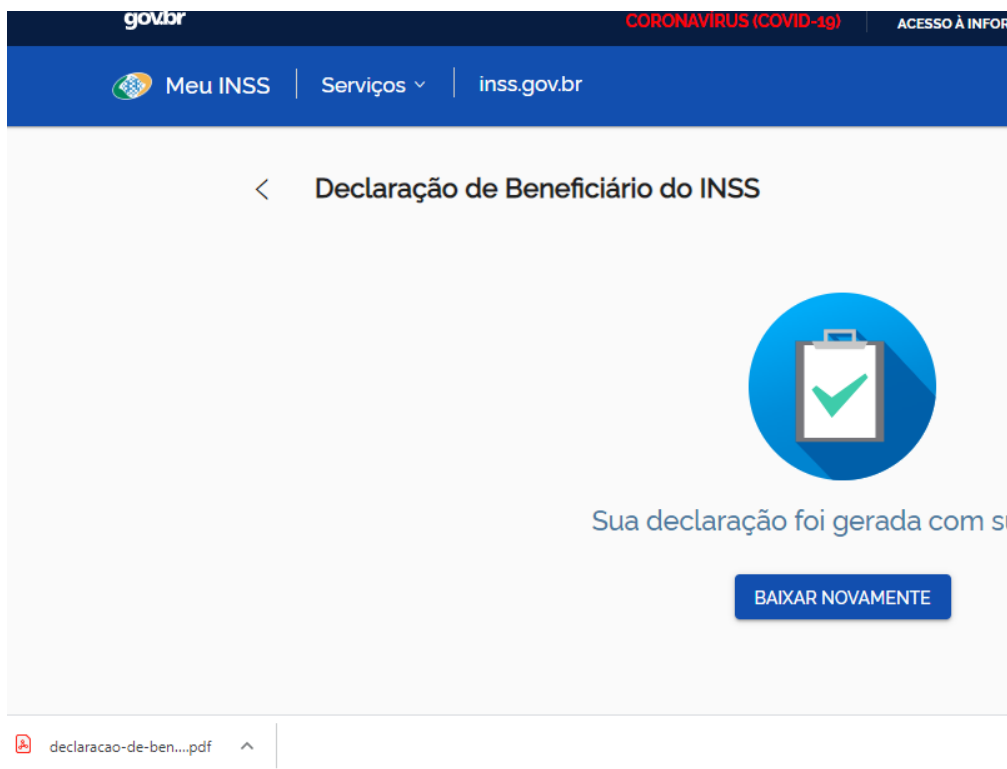 gov.br
CORONAVÍRUS (COVID-19)
ACESSO À INFOR
Meu INSS
Serviços
inss.gov.br
Declaração de Beneficiário do INSS
Sua declaração foi gerada com su
BAIXAR NOVAMENTE
declaracao-de-ben....pdf